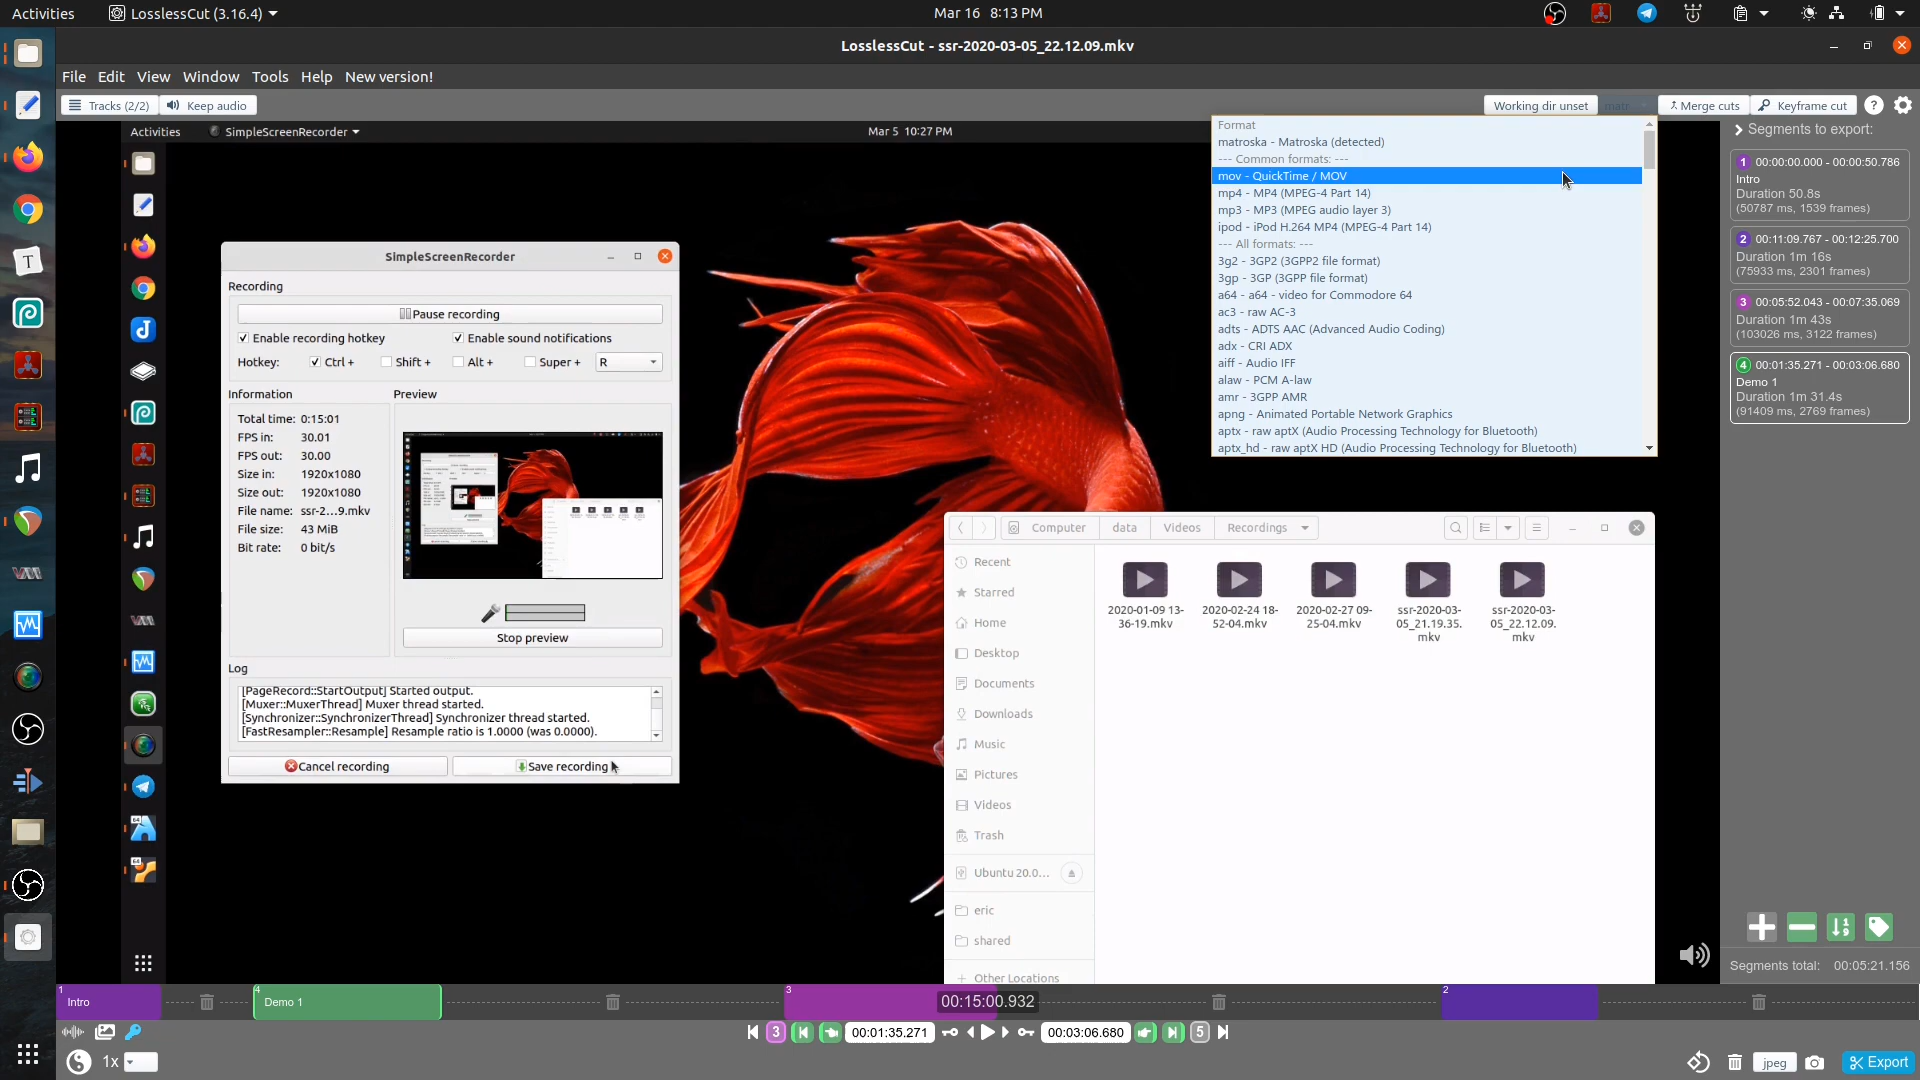 Activities
LosslessCut (3.16.4)
Mar 16 8:13 PM
LosslessCut - ssr-2020-03-05_22.12.09.mkv
File Edit View Window Tools Help New version!
Tracks (2/2)
Keep audio
Working dir unset
matr
Merge cuts
Keyframe cut
?
Activities
SimpleScreenRecorder
Mar 5 10:27 PM
Format
matroska - Matroska (detected)
--- Common formats: ---
mov - QuickTime / MOV
mp4 - MP4 (MPEG-4 Part 14)
mp3 - MP3 (MPEG audio layer 3)
ipod - iPod H.264 MP4 (MPEG-4 Part 14)
--- All formats: ---
3g2 - 3GP2 (3GPP2 file format)
3gp - 3GP (3GPP file format)
a64 - a64 - video for Commodore 64
ac3 - raw AC-3
adts - ADTS AAC (Advanced Audio Coding)
adx - CRI ADX
aiff - Audio IFF
alaw - PCM A-law
amr - 3GPP AMR
apng - Animated Portable Network Graphics
aptx - raw aptX (Audio Processing Technology for Bluetooth)
aptx_hd - raw aptX HD (Audio Processing Technology for Bluetooth)
Segments to export:
1 00:00:00.000 - 00:00:50.786
Intro
Duration 50.8s
(50787 ms, 1539 frames)
2 00:11:09.767 - 00:12:25.700
Duration 1m 16s
(75933 ms, 2301 frames)
3 00:05:52.043 - 00:07:35.069
Duration 1m 43s
(103026 ms, 3122 frames)
4 00:01:35.271 - 00:03:06.680
Demo 1
Duration 1m 31.4s
(91409 ms, 2769 frames)
SimpleScreenRecorder
Recording
Pause recording
Enable recording hotkey
Enable sound notifications
Hotkey: Ctrl + Shift + Alt + Super + R
Information
Preview
Total time: 0:15:01
FPS in: 30.01
FPS out: 30.00
Size in: 1920x1080
Size out: 1920x1080
File name: ssr-2...9.mkv
File size: 43 MiB
Bit rate: 0 bit/s
Stop preview
Log
[PageRecord::StartOutput] Started output.
[Muxer::MuxerThread] Muxer thread started.
[Synchronizer::SynchronizerThread] Synchronizer thread started.
[FastResampler::Resample] Resample ratio is 1.0000 (was 0.0000).
Cancel recording
Save recording
Computer data Videos Recordings
Recent
Starred
Home
Desktop
Documents
Downloads
Music
Pictures
Videos
Trash
Ubuntu 20.0...
eric
shared
+ Other Locations
2020-01-09 13-
36-19.mkv
2020-02-24 18-
52-04.mkv
2020-02-27 09-
25-04.mkv
ssr-2020-03-
05_21.19.35.
mkv
ssr-2020-03-
05_22.12.09.
mkv
Segments total: 00:05:21.156
1
Intro
4
Demo 1
3
00:15:00.932
2
3
00:01:35.271
00:03:06.680
5
1x
jpeg
Export